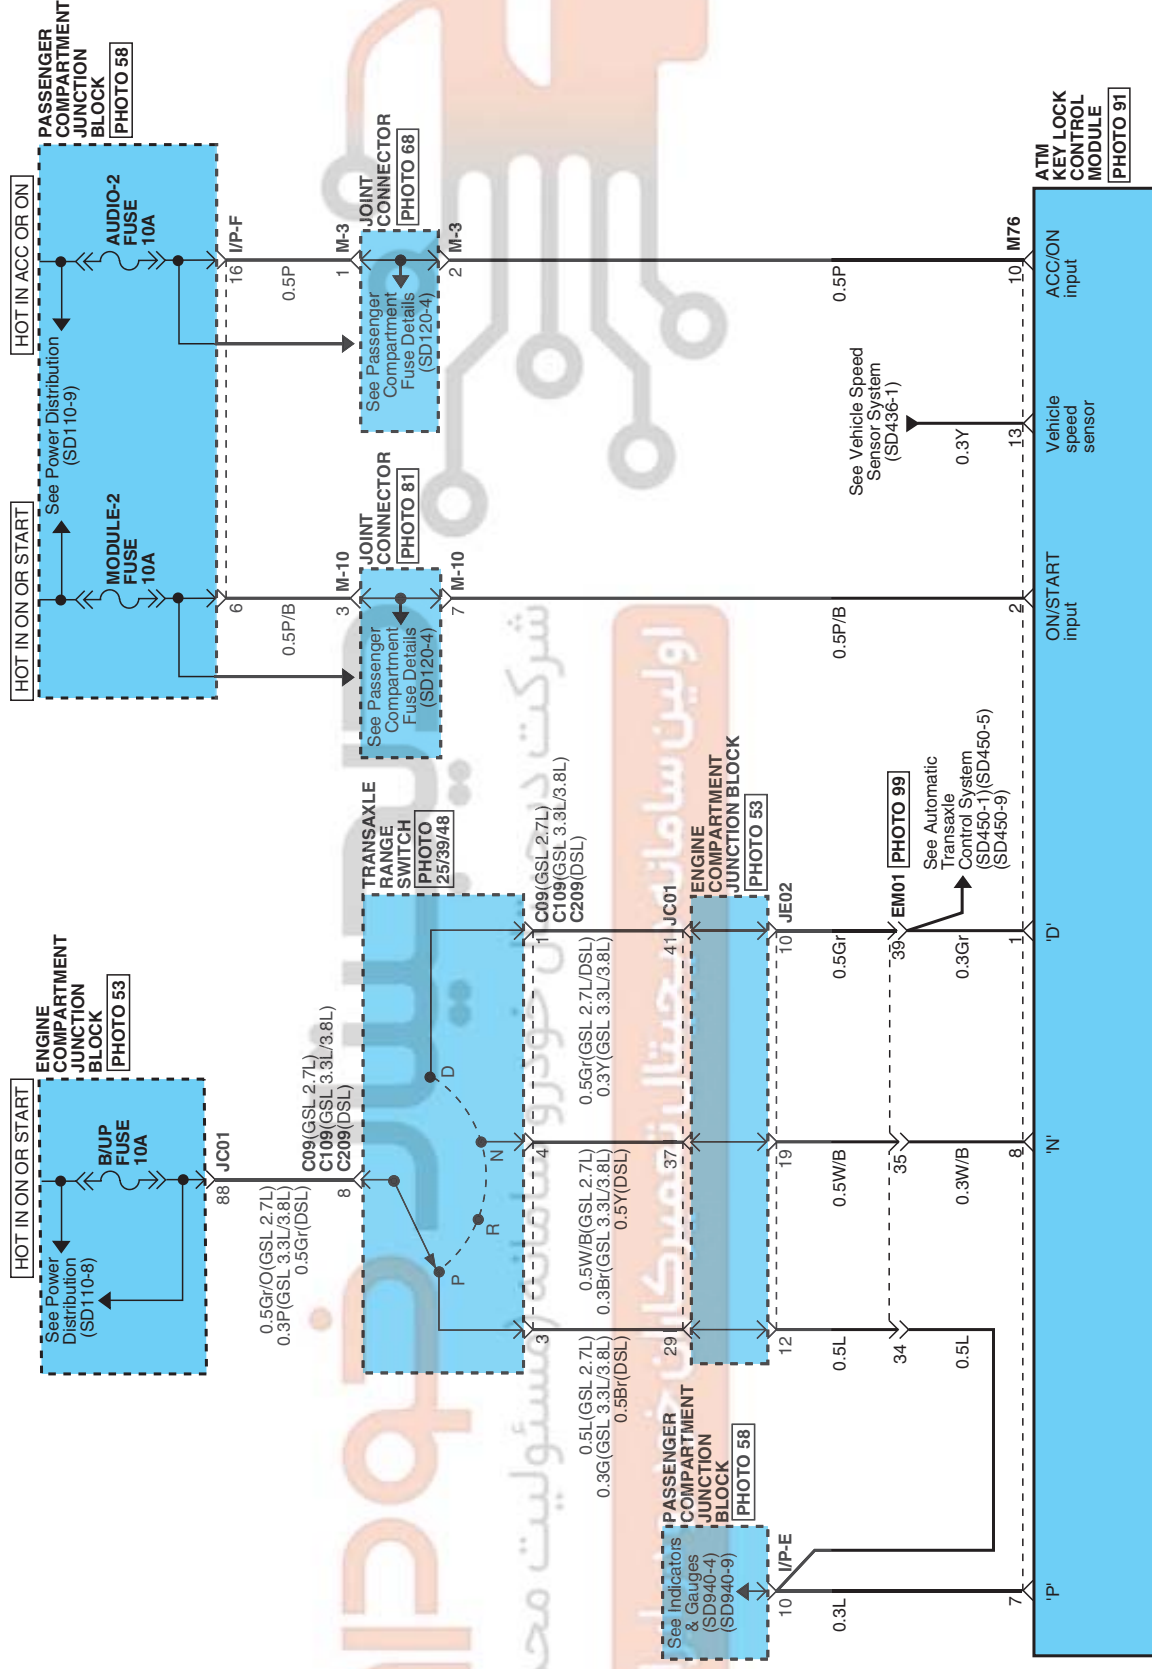 HOT IN ON OR START
ENGINE
COMPARTMENT
JUNCTION
BLOCK
PHOTO 53
B/UP
FUSE
10A
See Power
Distribution
(SD110-8)
88
JC01
0.5Gr/O(GSL 2.7L)
0.3P(GSL 3.3L/3.8L)
0.5Gr(DSL)
8
C09(GSL 2.7L)
C109(GSL 3.3L/3.8L)
C209(DSL)
TRANSAXLE
RANGE
SWITCH
PHOTO
25/39/48
P
R
N
D
3
4
1
C09(GSL 2.7L)
C109(GSL 3.3L/3.8L)
C209(DSL)
0.5L(GSL 2.7L)
0.3G(GSL 3.3L/3.8L)
0.5Br(DSL)
0.5W/B(GSL 2.7L)
0.3Br(GSL 3.3L/3.8L)
0.5Y(DSL)
0.5Gr(GSL 2.7L/DSL)
0.3Y(GSL 3.3L/3.8L)
29
37
41
JC01
ENGINE
COMPARTMENT
JUNCTION BLOCK
PHOTO 53
12
19
10
JE02
0.5L
0.5W/B
0.5Gr
34
35
39
EM01
PHOTO 99
0.5L
0.3W/B
0.3Gr
See Automatic
Transaxle
Control System
(SD450-1)(SD450-5)
(SD450-9)
PASSENGER
COMPARTMENT
JUNCTION
BLOCK
PHOTO 58
See Indicators
& Gauges
(SD940-4)
(SD940-9)
10
I/P-E
0.3L
HOT IN ON OR START
HOT IN ACC OR ON
PASSENGER
COMPARTMENT
JUNCTION
BLOCK
PHOTO 58
See Power Distribution
(SD110-9)
MODULE-2
FUSE
10A
AUDIO-2
FUSE
10A
6
16
I/P-F
0.5P/B
0.5P
3
M-10
JOINT
CONNECTOR
PHOTO 81
See Passenger
Compartment
Fuse Details
(SD120-4)
7
M-10
1
M-3
JOINT
CONNECTOR
PHOTO 68
See Passenger
Compartment
Fuse Details
(SD120-4)
2
M-3
0.5P/B
0.5P
See Vehicle Speed
Sensor System
(SD436-1)
0.3Y
7
8
1
2
13
10
M76
'P'
'N'
'D'
ON/START
input
Vehicle
speed
sensor
ACC/ON
input
ATM
KEY LOCK
CONTROL
MODULE
PHOTO 91